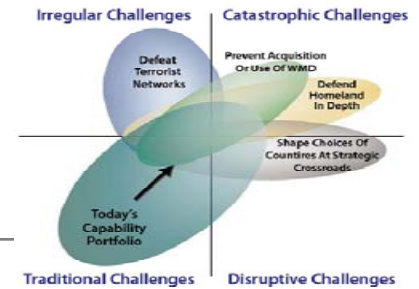 Irregular Challenges
Catastrophic Challenges
Defeat
Terrorist
Networks
Prevent Acquisition
Or Use Of WMD
Defend
Homeland
In Depth
Shape Choices Of
Countires At Strategic
Crossroads
Today's
Capability
Portfolio
Traditional Challenges
Disruptive Challenges